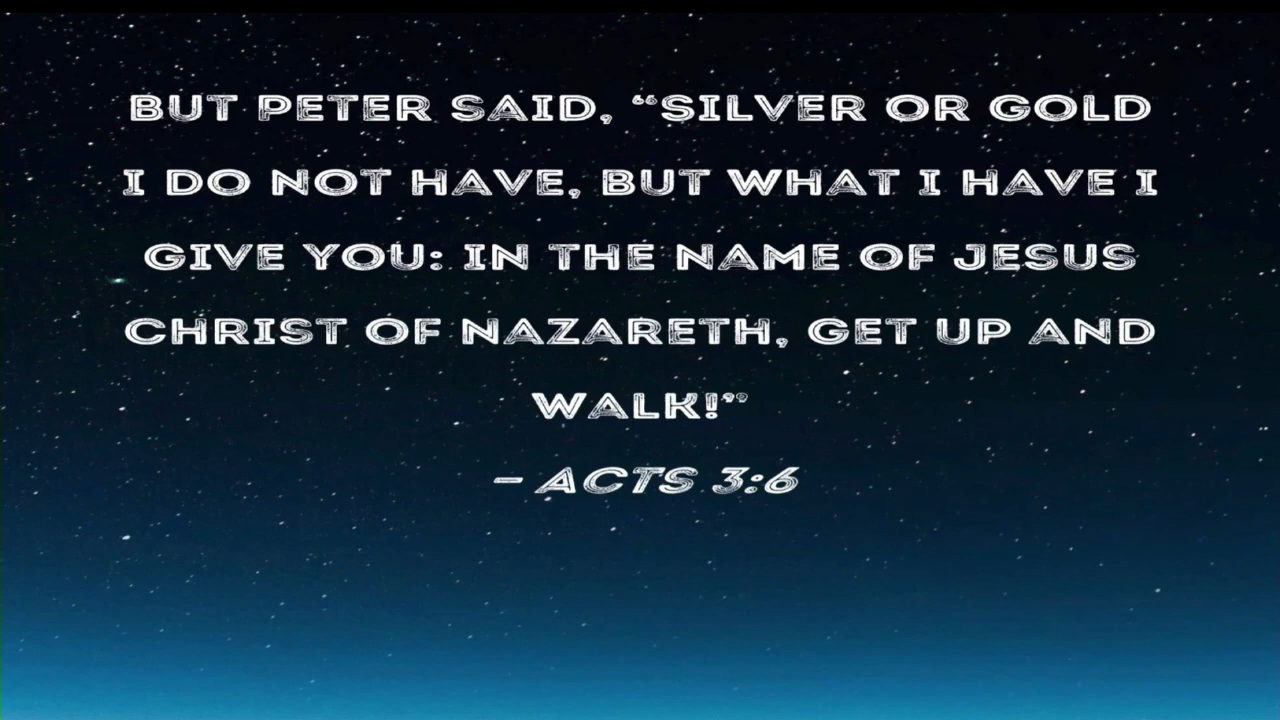 BUT PETER SAID, “SILVER OR GOLD
I DO NOT HAVE, BUT WHAT I HAVE I
GIVE YOU: IN THE NAME OF JESUS
CHRIST OF NAZARETH, GET UP AND
WALK!”
– ACTS 3:6